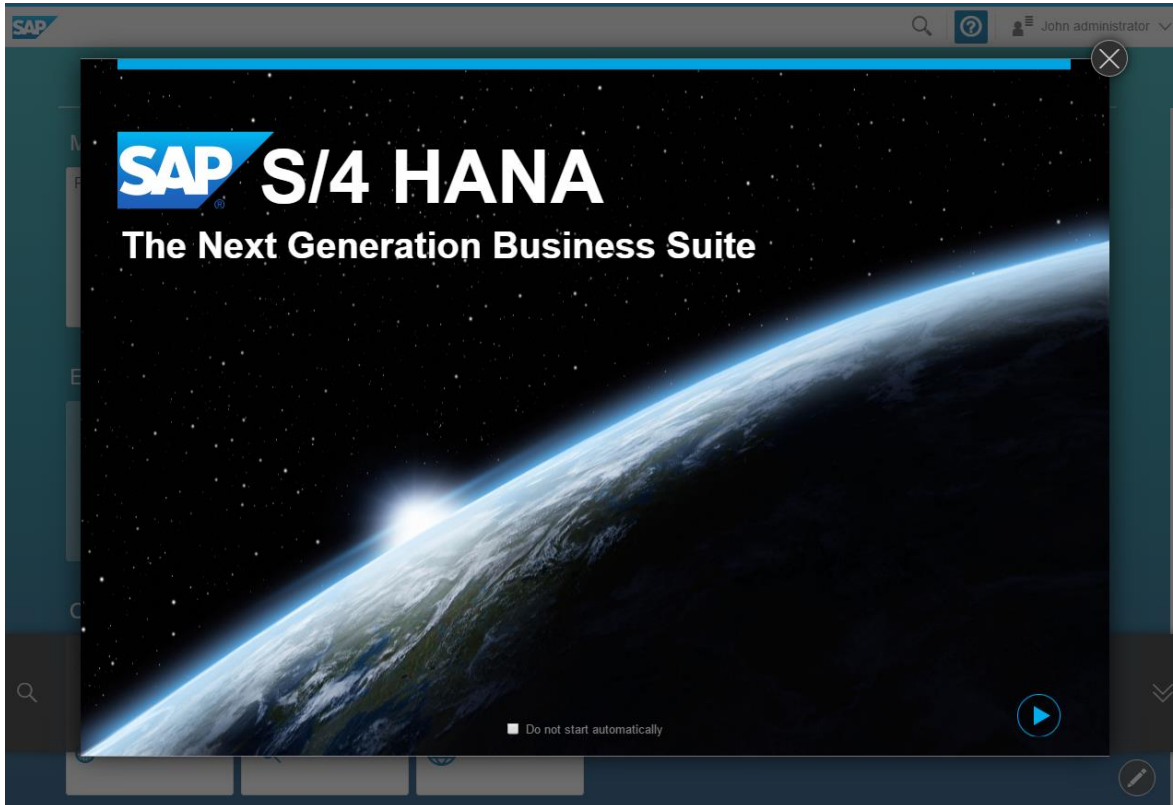 SAP
John administrator
SAP® S/4 HANA
The Next Generation Business Suite
Do not start automatically